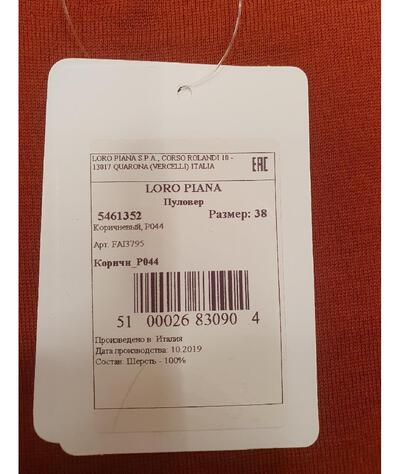 LORO PIANA S.P.A., CORSO ROLANDI 10 -
13017 QUARONA (VERCELLI) ITALIA
EAC
LORO PIANA
Пуловер
5461352 Размер: 38
Коричневый, P044
Арт. FAI3795
Коричн_P044
51 00026 83090 4
Произведено в: Италия
Дата производства: 10.2019
Состав: Шерсть - 100%